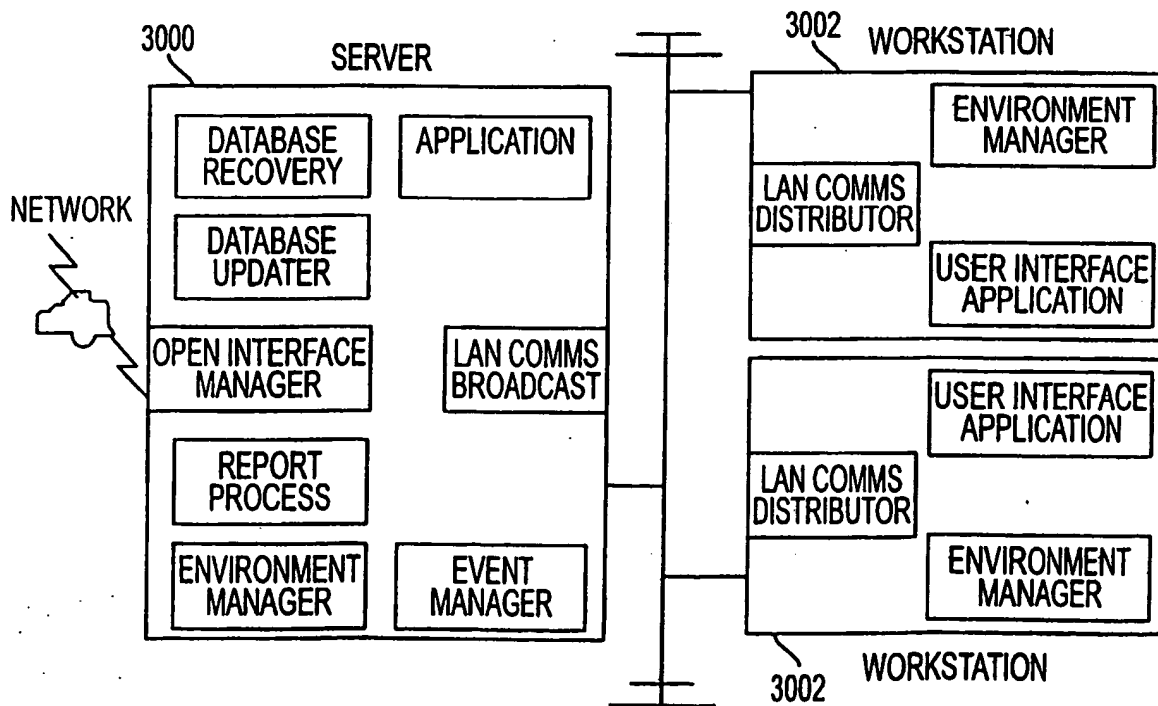 3000
SERVER
DATABASE
RECOVERY
APPLICATION
NETWORK
DATABASE
UPDATER
OPEN INTERFACE
MANAGER
LAN COMMS
BROADCAST
REPORT
PROCESS
ENVIRONMENT
MANAGER
EVENT
MANAGER
3002
WORKSTATION
ENVIRONMENT
MANAGER
LAN COMMS
DISTRIBUTOR
USER INTERFACE
APPLICATION
USER INTERFACE
APPLICATION
LAN COMMS
DISTRIBUTOR
ENVIRONMENT
MANAGER
3002
WORKSTATION